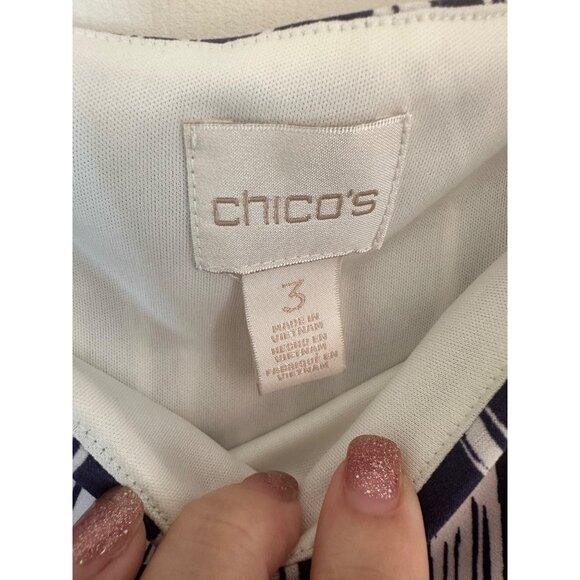 chico's
3
MADE IN
VIETNAM
HECHO EN
VIETNAM
FABRIQUÉ EN
VIETNAM